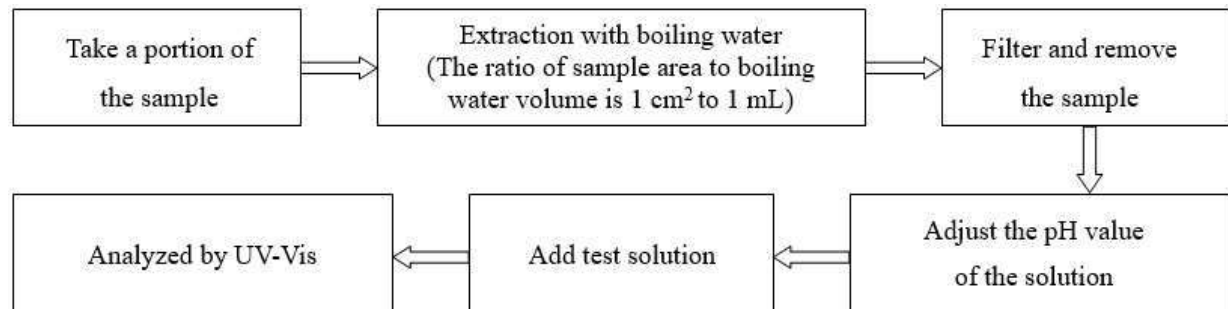 Take a portion of
the sample
Extraction with boiling water
(The ratio of sample area to boiling
water volume is 1 cm² to 1 mL)
Filter and remove
the sample
Adjust the pH value
of the solution
Add test solution
Analyzed by UV-Vis